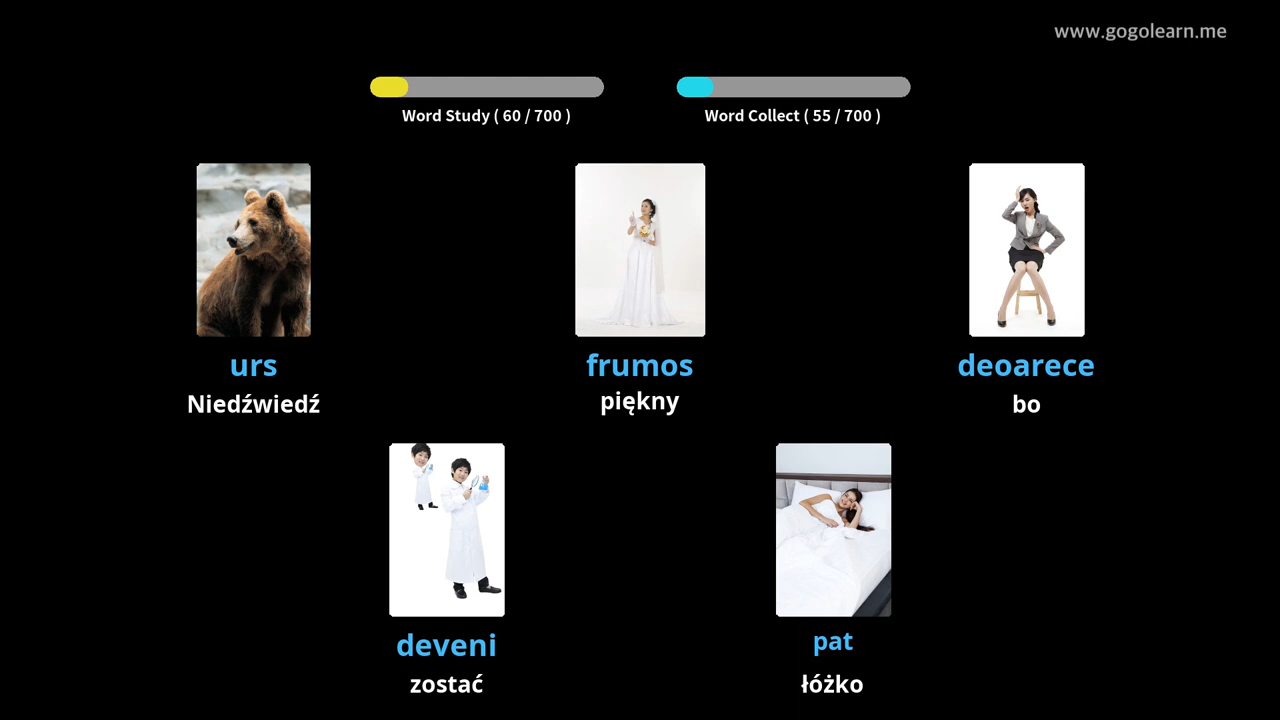 www.gogolearn.me
Word Study ( 60 / 700 )
Word Collect ( 55 / 700 )
urs
Niedźwiedź
frumos
piękny
deoarece
bo
deveni
zostać
pat
łóżko